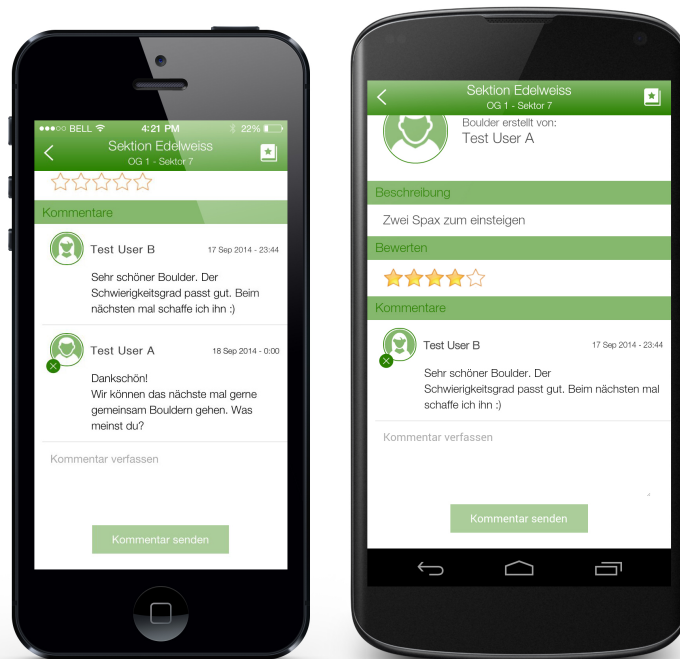 BELL 4:21 PM 22%
Sektion Edelweiss
OG 1 - Sektor 7
Kommentare
Test User B 17 Sep 2014 - 23:44
Sehr schöner Boulder. Der
Schwierigkeitsgrad passt gut. Beim
nächsten mal schaffe ich ihn :)
Test User A 18 Sep 2014 - 0:00
Dankschön!
Wir können das nächste mal gerne
gemeinsam Bouldern gehen. Was
meinst du?
Kommentar verfassen
Kommentar senden
Sektion Edelweiss
OG 1 - Sektor 7
Boulder erstellt von:
Test User A
Beschreibung
Zwei Spax zum einsteigen
Bewerten
Kommentare
Test User B 17 Sep 2014 - 23:44
Sehr schöner Boulder. Der
Schwierigkeitsgrad passt gut. Beim nächsten mal
schaffe ich ihn :)
Kommentar verfassen
Kommentar senden